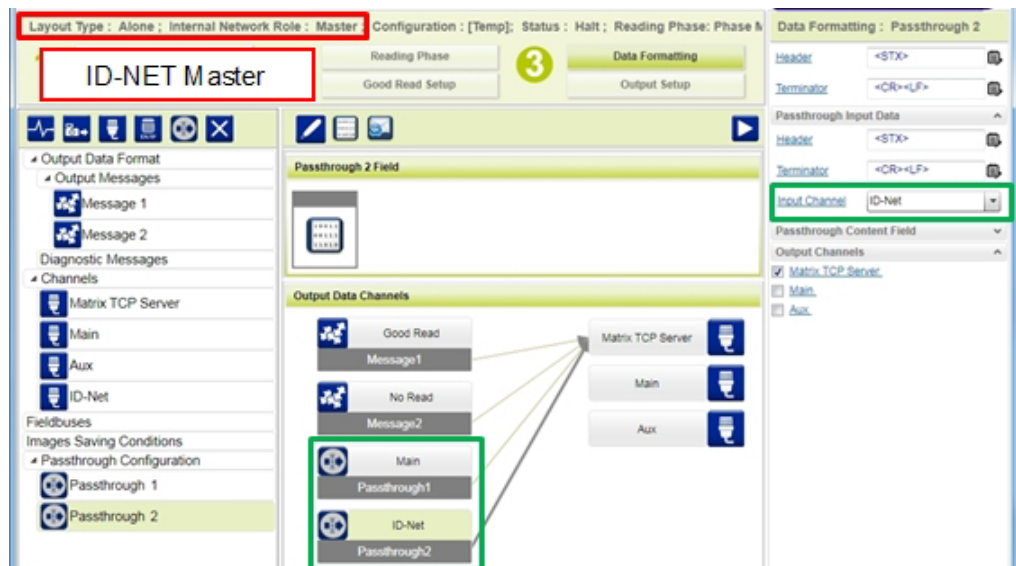 Layout Type : Alone ; Internal Network Role : Master ; Configuration : [Temp]; Status : Halt ; Reading Phase: Phase M
ID-NET Master
Reading Phase
Good Read Setup
3
Data Formatting
Output Setup
Output Data Format
Output Messages
Message 1
Message 2
Diagnostic Messages
Channels
Matrix TCP Server
Main
Aux
ID-Net
Fieldbuses
Images Saving Conditions
Passthrough Configuration
Passthrough 1
Passthrough 2
Passthrough 2 Field
Output Data Channels
Good Read
Message1
No Read
Message2
Main
Passthrough1
ID-Net
Passthrough2
Matrix TCP Server
Main
Aux
Data Formatting : Passthrough 2
Header <STX>
Terminator <CR><LF>
Passthrough Input Data
Header <STX>
Terminator <CR><LF>
Input Channel ID-Net
Passthrough Content Field
Output Channels
Matrix TCP Server
Main
Aux